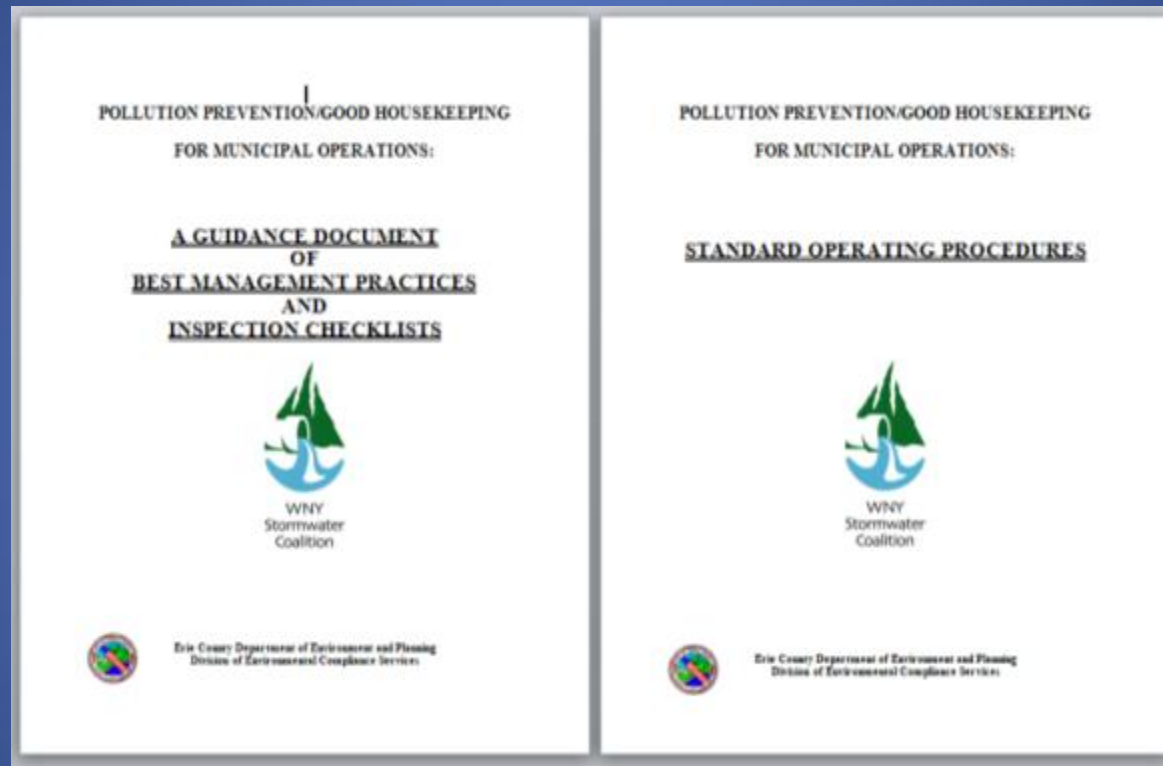 POLLUTION PREVENTION/GOOD HOUSEKEEPING
FOR MUNICIPAL OPERATIONS:
A GUIDANCE DOCUMENT
OF
BEST MANAGEMENT PRACTICES
AND
INSPECTION CHECKLISTS
WNY
Stormwater
Coalition
Erie County Department of Environment and Planning
Division of Environmental Compliance Services
POLLUTION PREVENTION/GOOD HOUSEKEEPING
FOR MUNICIPAL OPERATIONS:
STANDARD OPERATING PROCEDURES
WNY
Stormwater
Coalition
Erie County Department of Environment and Planning
Division of Environmental Compliance Services